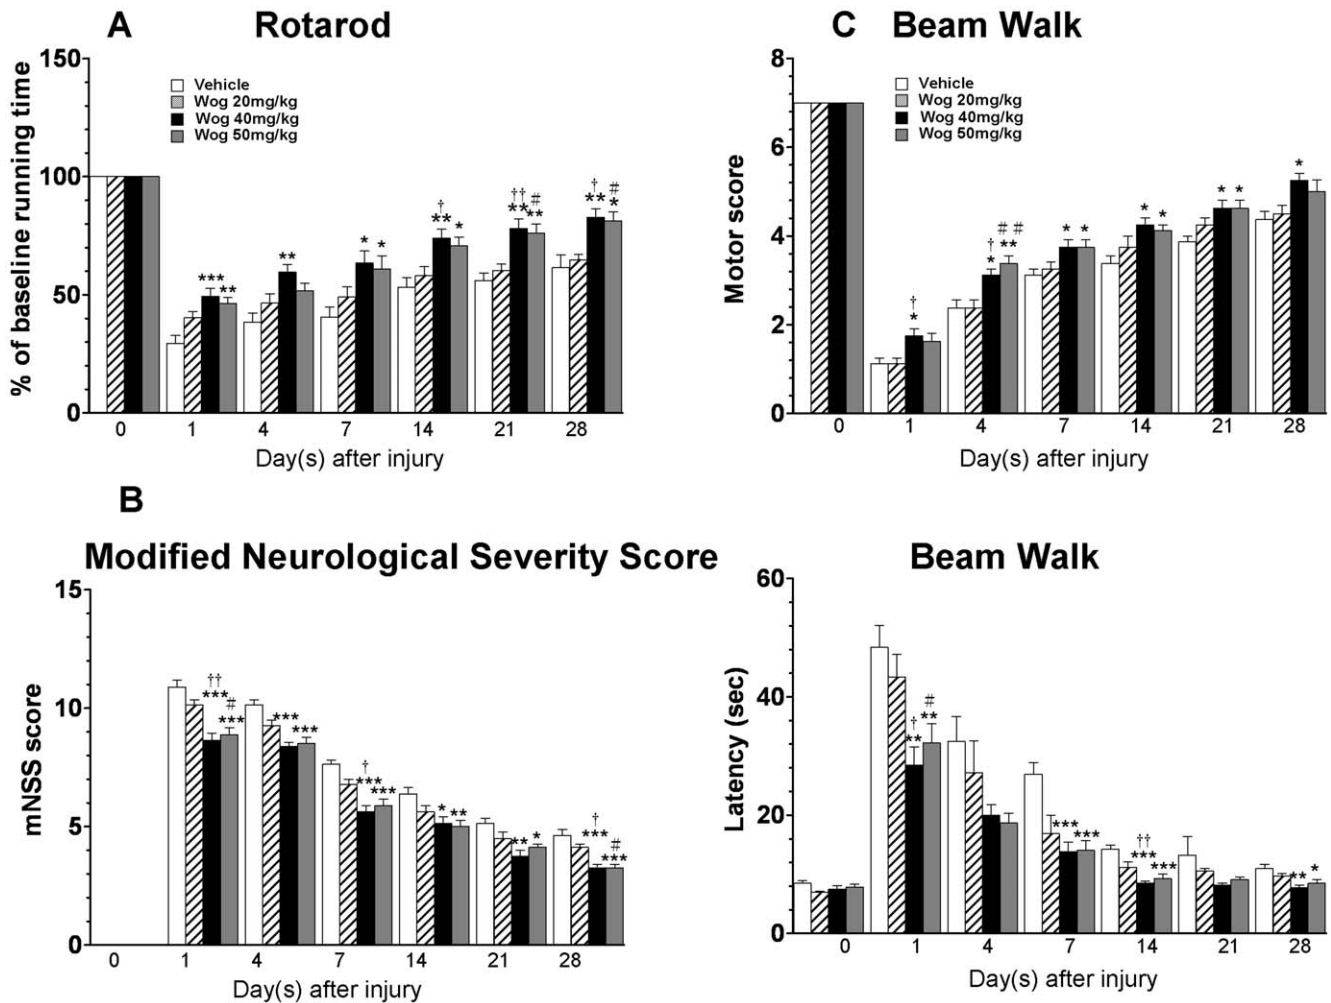 A Rotarod
% of baseline running time
150
100
50
0
Vehicle
Wog 20mg/kg
Wog 40mg/kg
Wog 50mg/kg
***
**
**
*
*
†
**
*
††
**
#
**
†
**
#
*
0 1 4 7 14 21 28
Day(s) after injury
C Beam Walk
Motor score
8
6
4
2
0
Vehicle
Wog 20mg/kg
Wog 40mg/kg
Wog 50mg/kg
†
*
†
*
# #
**
*
*
*
*
*
*
*
0 1 4 7 14 21 28
Day(s) after injury
B
Modified Neurological Severity Score
mNSS score
15
10
5
0
††
***
#
***
***
***
†
***
***
*
**
**
*
†
***
#
***
0 1 4 7 14 21 28
Day(s) after injury
Beam Walk
Latency (sec)
60
40
20
0
†
**
#
**
***
***
††
***
***
**
*
0 1 4 7 14 21 28
Day(s) after injury